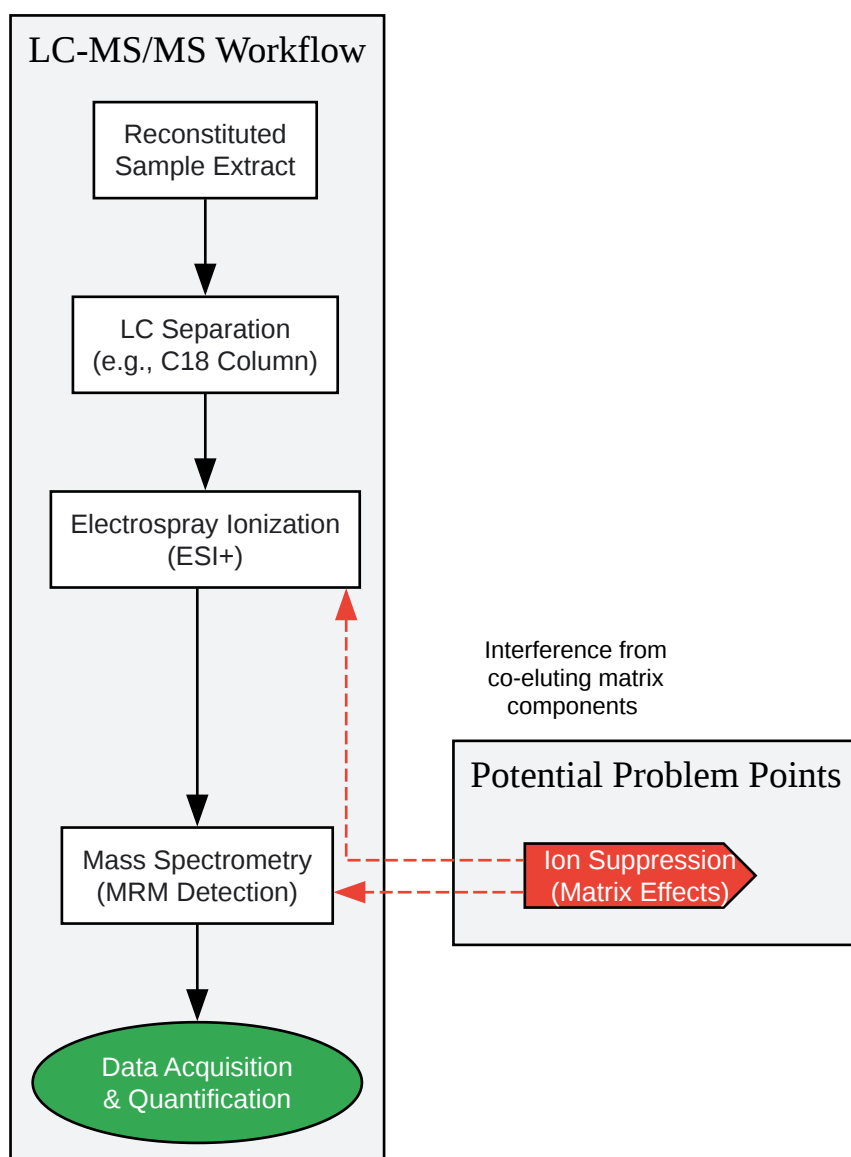 LC-MS/MS Workflow
Reconstituted
Sample Extract
LC Separation
(e.g., C18 Column)
Electrospray Ionization
(ESI+)
Interference from
co-eluting matrix
components
Potential Problem Points
Mass Spectrometry
(MRM Detection)
Ion Suppression
(Matrix Effects)
Data Acquisition
& Quantification